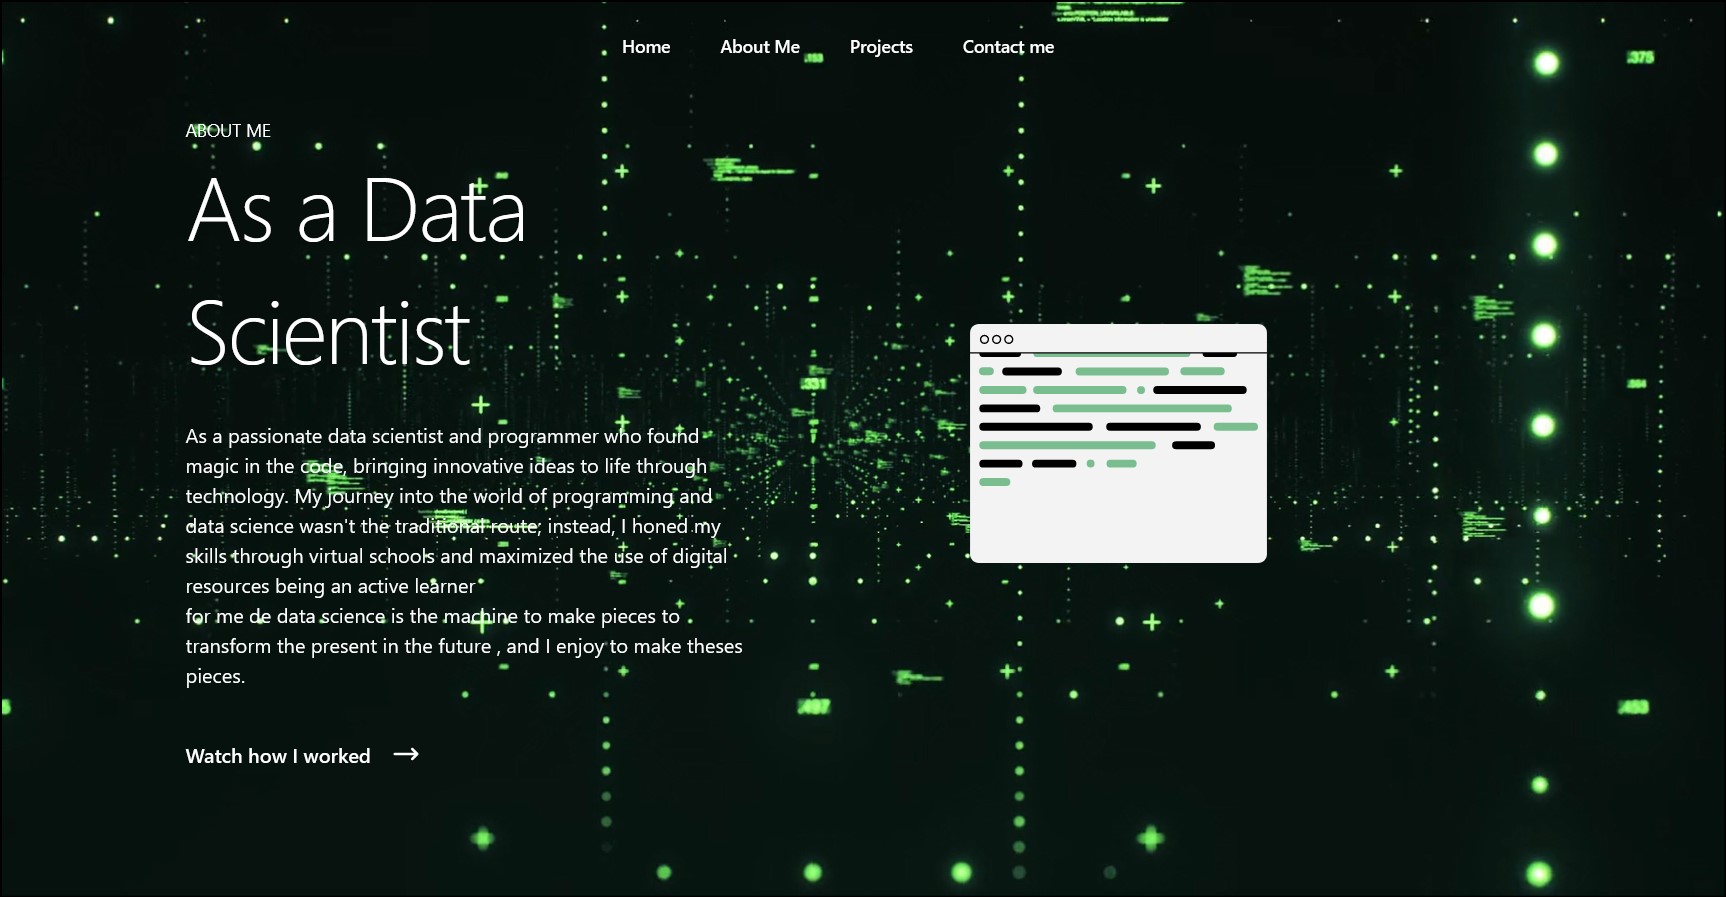 Home About Me Projects Contact me
.153
.375
ABOUT ME
As a Data
Scientist
.331
As a passionate data scientist and programmer who found
magic in the code, bringing innovative ideas to life through
technology. My journey into the world of programming and
data science wasn't the traditional route; instead, I honed my
skills through virtual schools and maximized the use of digital
resources being an active learner
for me de data science is the machine to make pieces to
transform the present in the future , and I enjoy to make theses
pieces.
Watch how I worked